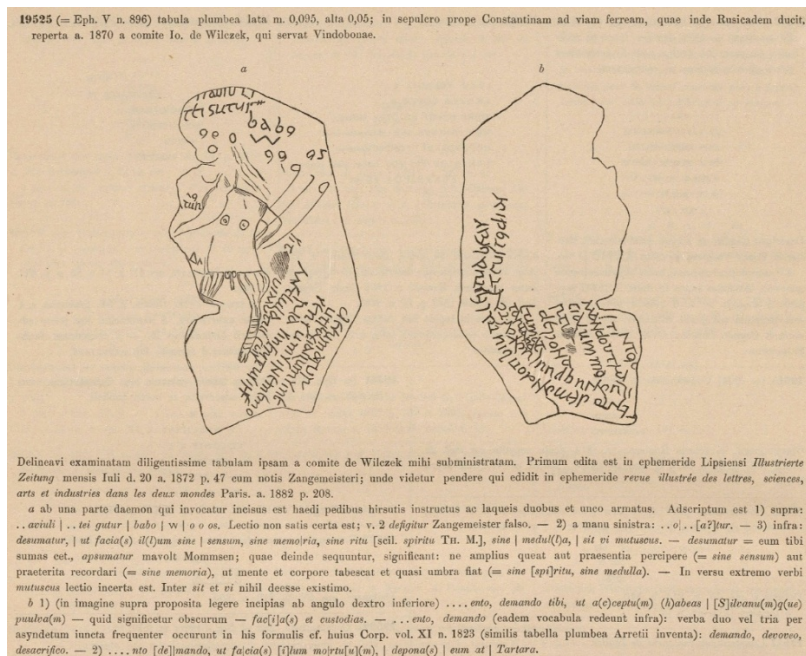 19525 (= Eph. V n. 896) tabula plumbea lata m. 0,095, alta 0,05; in sepulcro prope Constantinam ad viam ferream, quae inde Rusicadem ducit,
reperta a. 1870 a comite Io. de Wilczek, qui servat Vindobonae.
a
b
Delineavi examinatam diligentissime tabulam ipsam a comite de Wilczek mihi subministratam. Primum edita est in ephemeride Lipsiensi Illustrierte
Zeitung mensis Iuli d. 20 a. 1872 p. 47 cum notis Zangemeisteri; unde videtur pendere qui edidit in ephemeride revue illustrée des lettres, sciences,
arts et industries dans les deux mondes Paris. a. 1882 p. 208.
a ab una parte daemon qui invocatur incisus est haedi pedibus hirsutis instructus ac laqueis duobus et unco armatus. Adscriptum est 1) supra:
. . aviuli | . . tei gutur | babo | w | o o os. Lectio non satis certa est; v. 2 defigitur Zangemeister falso. — 2) a manu sinistra: . . o| . . [a?]tur. — 3) infra:
desumatur, | ut facia(s) il(l)um sine | sensum, sine memo|ria, sine ritu [scil. spiritu TH. M.], sine | medul(l)a, | sit vi mutuscus. — desumatur = eum tibi
sumas cet., apsumatur mavolt Mommsen; quae deinde sequuntur, significant: ne amplius queat aut praesentia percipere (= sine sensum) aut
praeterita recordari (= sine memoria), ut mente et corpore tabescat et quasi umbra fiat (= sine [spi]ritu, sine medulla). — In versu extremo verbi
mutuscus lectio incerta est. Inter sit et vi nihil deesse existimo.
b 1) (in imagine supra proposita legere incipias ab angulo dextro inferiore) . . . . ento, demando tibi, ut a(c)ceptu(m) (h)abeas | [S]ilvanu(m)q(ue)
puulva(m) — quid significetur obscurum — fac[i]a(s) et custodias. — . . . ento, demando (eadem vocabula redeunt infra): verba duo vel tria per
asyndetum iuncta frequenter occurunt in his formulis cf. huius Corp. vol. XI n. 1823 (similis tabella plumbea Arretii inventa): demando, devoveo,
desacrifico. — 2) . . . . nto [de]|mando, ut fa|cia(s) [i]lum mo|rtu[u](m), | depona(s) | eum at | Tartara.